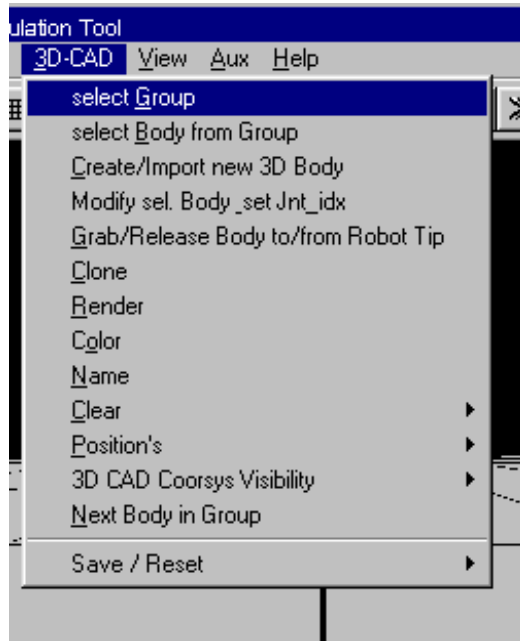 ulation Tool
3D-CAD View Aux Help
select Group
select Body from Group
Create/Import new 3D Body
Modify sel. Body _set Jnt_idx
Grab/Release Body to/from Robot Tip
Clone
Render
Color
Name
Clear
Position's
3D CAD Coorsys Visibility
Next Body in Group
Save / Reset